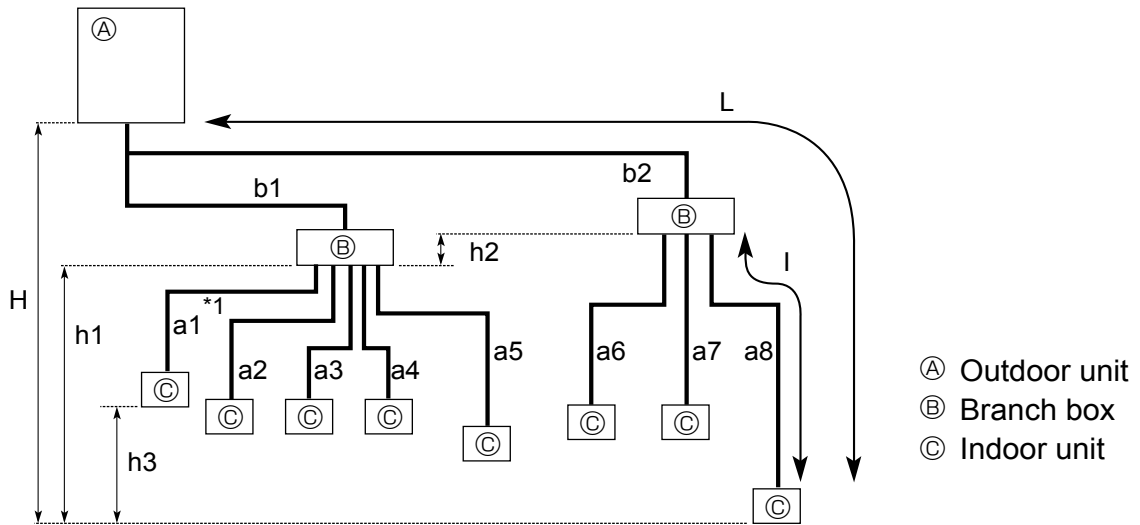 Ⓐ
L
b1
b2
Ⓑ
Ⓑ
h2
l
H
h1
*1
a1
a2
a3
a4
a5
a6
a7
a8
Ⓒ
Ⓒ
Ⓒ
Ⓒ
Ⓒ
Ⓒ
Ⓒ
Ⓒ
h3
Ⓐ Outdoor unit
Ⓑ Branch box
Ⓒ Indoor unit